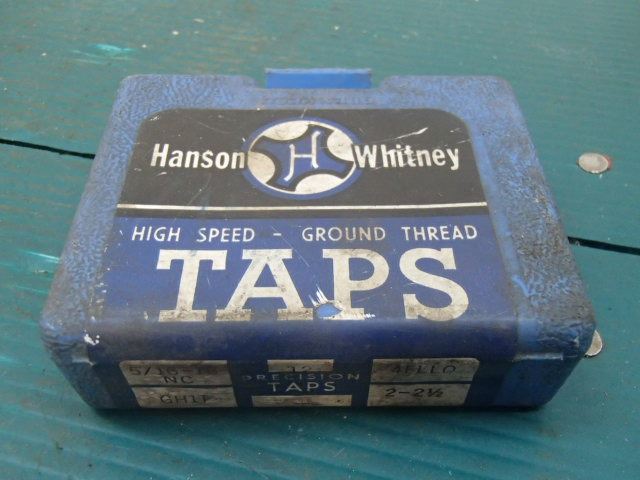 Hanson H Whitney
HIGH SPEED - GROUND THREAD
TAPS
NC
PRECISION
TAPS
2-2½